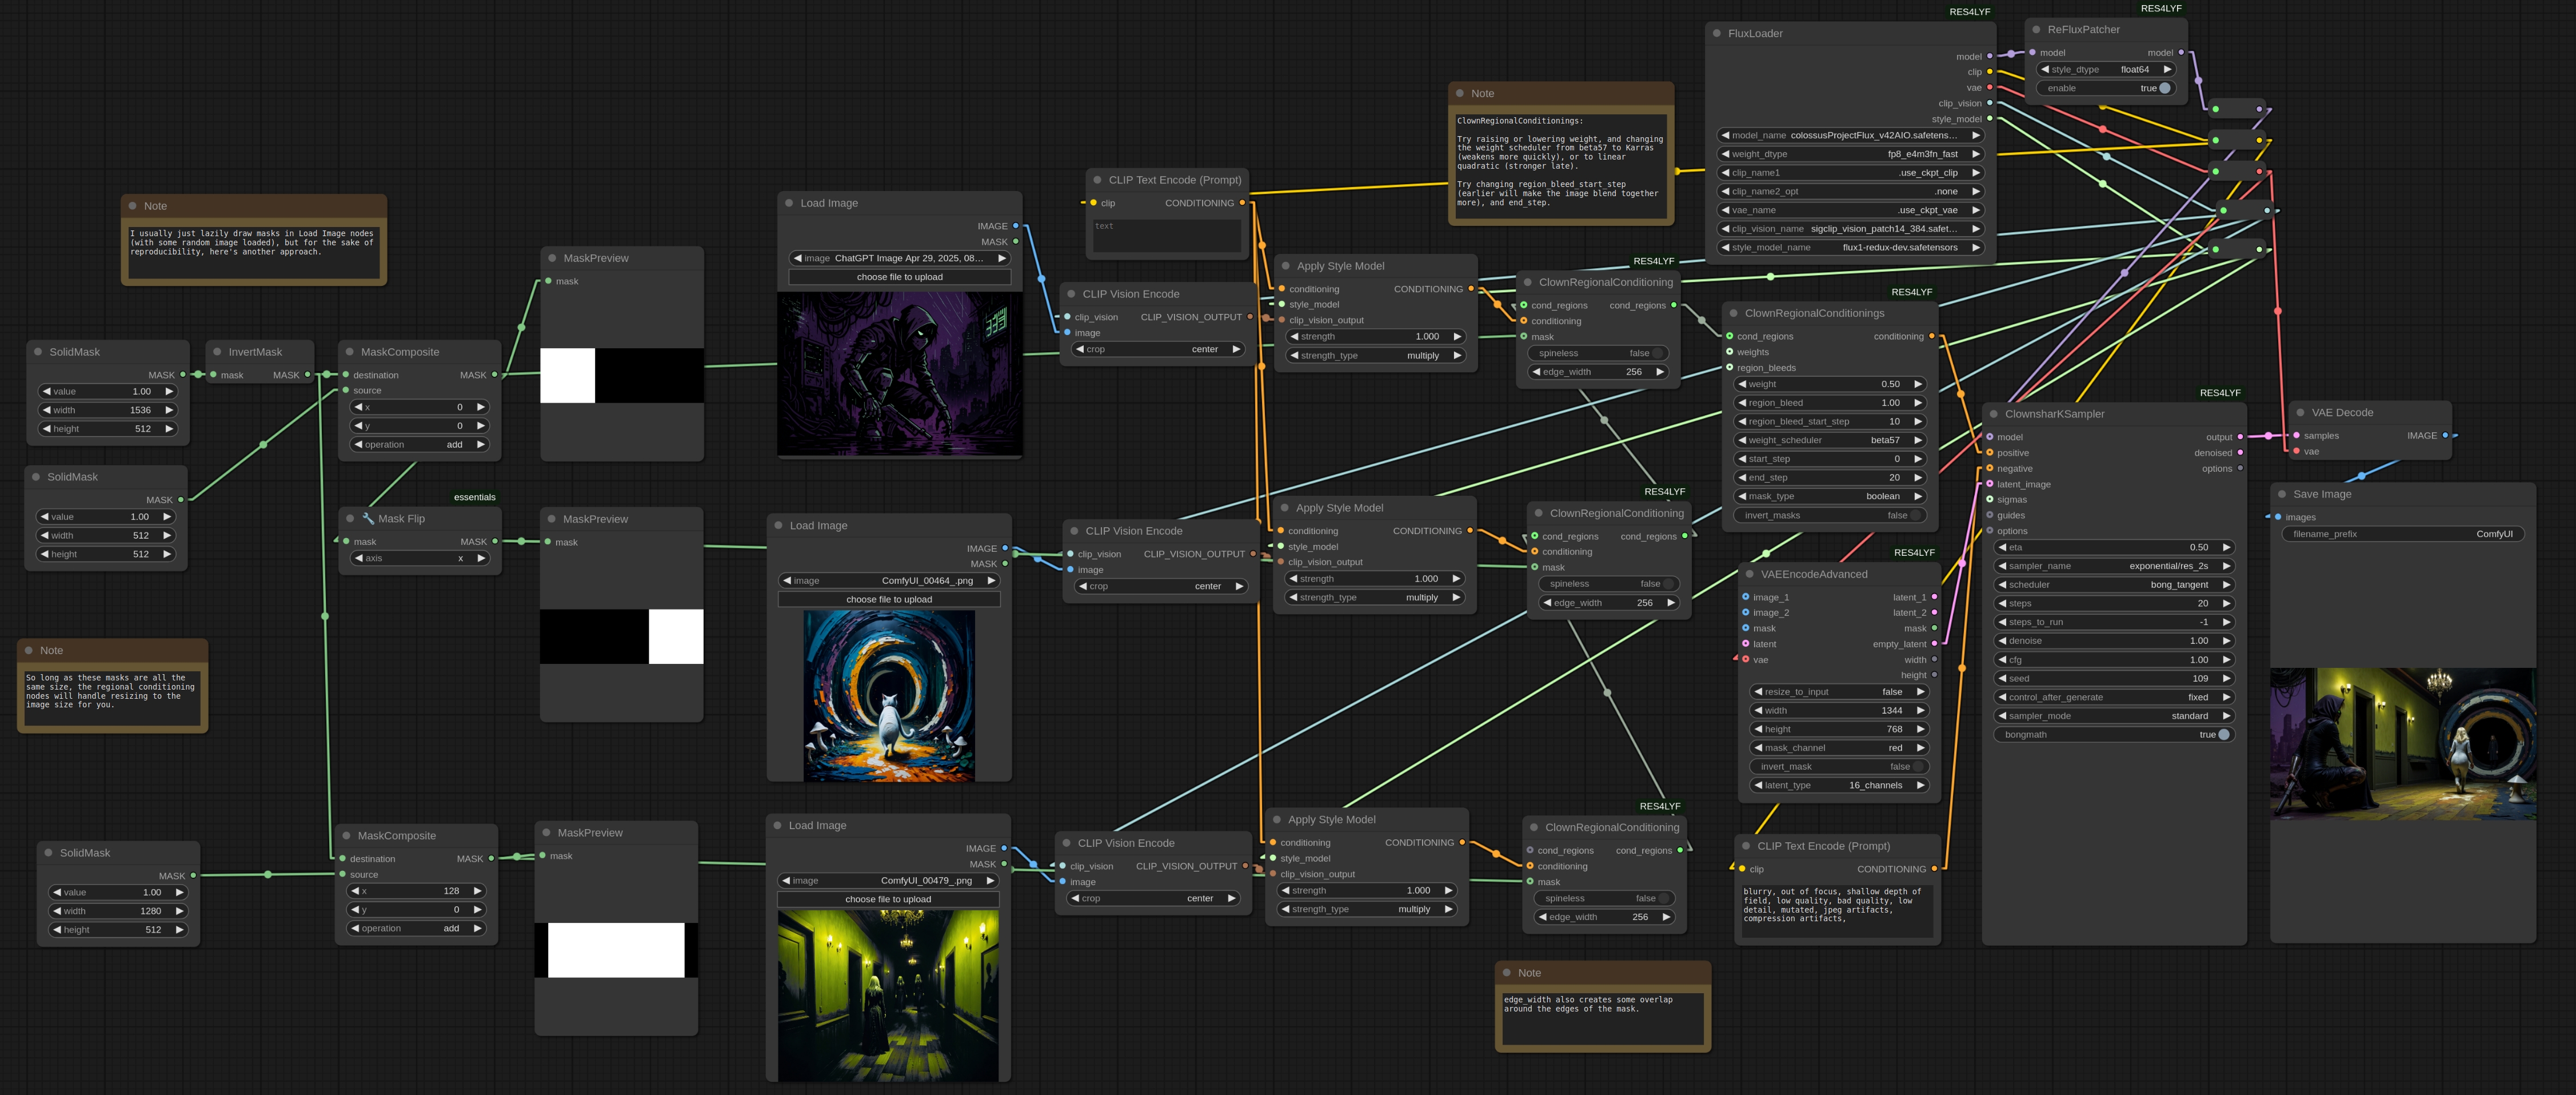 Note
I usually just lazily draw masks in Load Image nodes
(with some random image loaded), but for the sake of
reproducibility, here's another approach.
SolidMask
MASK
value 1.00
width 1536
height 512
InvertMask
mask MASK
MaskComposite
destination MASK
source
x 0
y 0
operation add
MaskPreview
mask
SolidMask
MASK
value 1.00
width 512
height 512
essentials
🔧 Mask Flip
mask MASK
axis x
MaskPreview
mask
Note
So long as these masks are all the
same size, the regional conditioning
nodes will handle resizing to the
image size for you.
SolidMask
MASK
value 1.00
width 1280
height 512
MaskComposite
destination MASK
source
x 128
y 0
operation add
MaskPreview
mask
Load Image
IMAGE
MASK
image ChatGPT Image Apr 29, 2025, 08…
choose file to upload
Load Image
IMAGE
MASK
image ComfyUI_00464_.png
choose file to upload
Load Image
IMAGE
MASK
image ComfyUI_00479_.png
choose file to upload
CLIP Text Encode (Prompt)
clip CONDITIONING
text
CLIP Vision Encode
clip_vision CLIP_VISION_OUTPUT
image
crop center
CLIP Vision Encode
clip_vision CLIP_VISION_OUTPUT
image
crop center
CLIP Vision Encode
clip_vision CLIP_VISION_OUTPUT
image
crop center
Apply Style Model
conditioning CONDITIONING
style_model
clip_vision_output
strength 1.000
strength_type multiply
Apply Style Model
conditioning CONDITIONING
style_model
clip_vision_output
strength 1.000
strength_type multiply
Apply Style Model
conditioning CONDITIONING
style_model
clip_vision_output
strength 1.000
strength_type multiply
Note
ClownRegionalConditionings:
Try raising or lowering weight, and changing
the weight scheduler from beta57 to Karras
(weakens more quickly), or to linear
quadratic (stronger late).
Try changing region_bleed_start_step
(earlier will make the image blend together
more), and end_step.
RES4LYF
ClownRegionalConditioning
cond_regions cond_regions
conditioning
mask
spineless false
edge_width 256
RES4LYF
ClownRegionalConditioning
cond_regions cond_regions
conditioning
mask
spineless false
edge_width 256
RES4LYF
ClownRegionalConditioning
cond_regions cond_regions
conditioning
mask
spineless false
edge_width 256
Note
edge_width also creates some overlap
around the edges of the mask.
RES4LYF
FluxLoader
model
clip
vae
clip_vision
style_model
model_name colossusProjectFlux_v42AIO.safetens…
weight_dtype fp8_e4m3fn_fast
clip_name1 .use_ckpt_clip
clip_name2_opt .none
vae_name .use_ckpt_vae
clip_vision_name sigclip_vision_patch14_384.safet…
style_model_name flux1-redux-dev.safetensors
RES4LYF
ReFluxPatcher
model model
style_dtype float64
enable true
RES4LYF
ClownRegionalConditionings
cond_regions conditioning
weights
region_bleeds
weight 0.50
region_bleed 1.00
region_bleed_start_step 10
weight_scheduler beta57
start_step 0
end_step 20
mask_type boolean
invert_masks false
RES4LYF
VAEEncodeAdvanced
image_1 latent_1
image_2 latent_2
mask mask
latent empty_latent
vae width
height
resize_to_input false
width 1344
height 768
mask_channel red
invert_mask false
latent_type 16_channels
CLIP Text Encode (Prompt)
clip CONDITIONING
blurry, out of focus, shallow depth of
field, low quality, bad quality, low
detail, mutated, jpeg artifacts,
compression artifacts,
RES4LYF
ClownsharKSampler
model output
positive denoised
negative options
latent_image
sigmas
guides
options
eta 0.50
sampler_name exponential/res_2s
scheduler bong_tangent
steps 20
steps_to_run -1
denoise 1.00
cfg 1.00
seed 109
control_after_generate fixed
sampler_mode standard
bongmath true
VAE Decode
samples IMAGE
vae
Save Image
images
filename_prefix ComfyUI